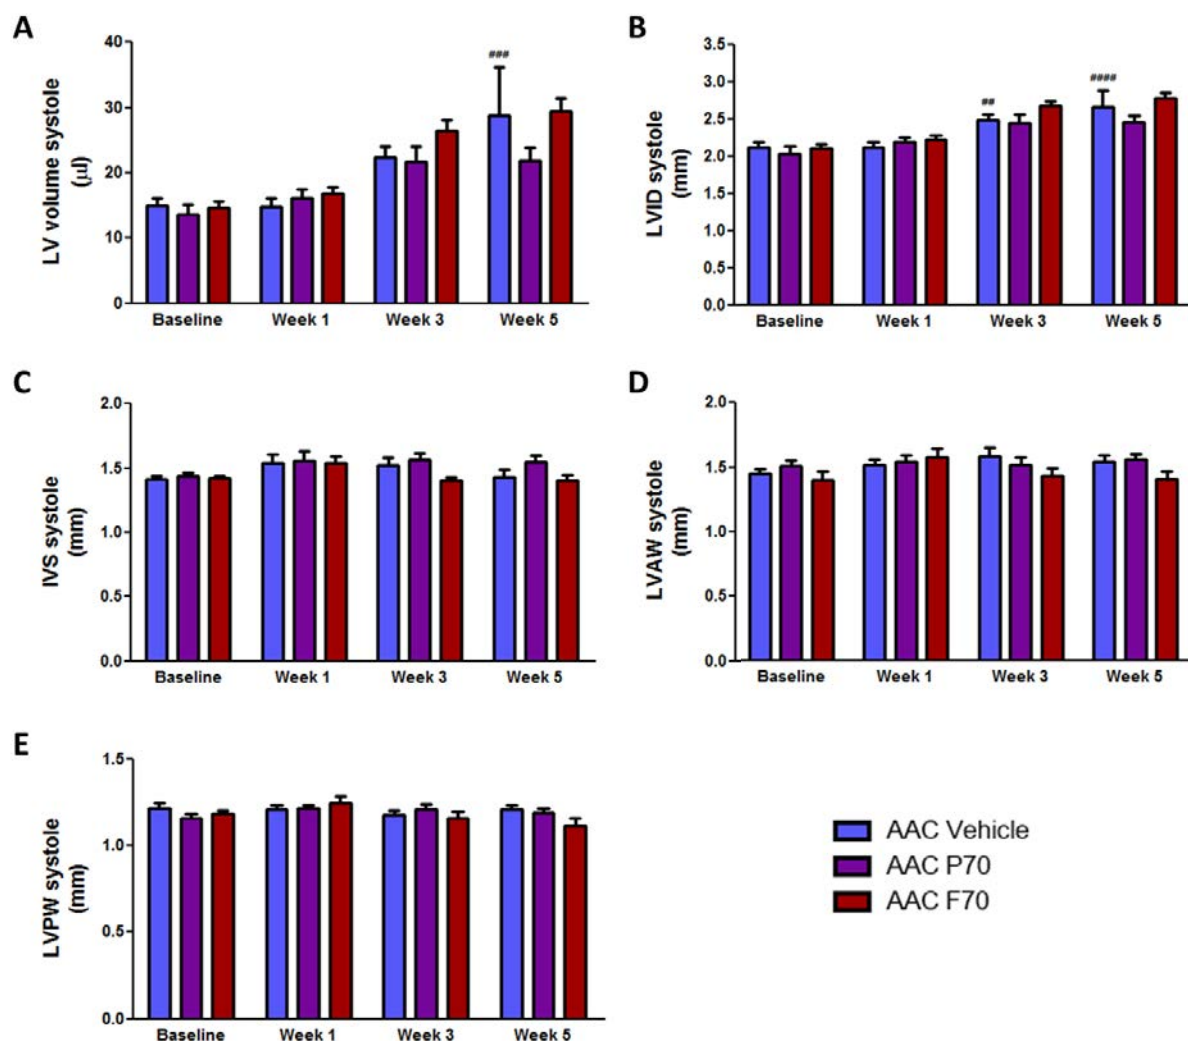 A
LV volume systole
(µl)
40
30
20
10
0
###
Baseline Week 1 Week 3 Week 5
B
LVID systole
(mm)
3.5
3.0
2.5
2.0
1.5
1.0
0.5
0.0
##
####
Baseline Week 1 Week 3 Week 5
C
IVS systole
(mm)
2.0
1.5
1.0
0.5
0.0
Baseline Week 1 Week 3 Week 5
D
LVAW systole
(mm)
2.0
1.5
1.0
0.5
0.0
Baseline Week 1 Week 3 Week 5
E
LVPW systole
(mm)
1.5
1.0
0.5
0.0
Baseline Week 1 Week 3 Week 5
AAC Vehicle
AAC P70
AAC F70